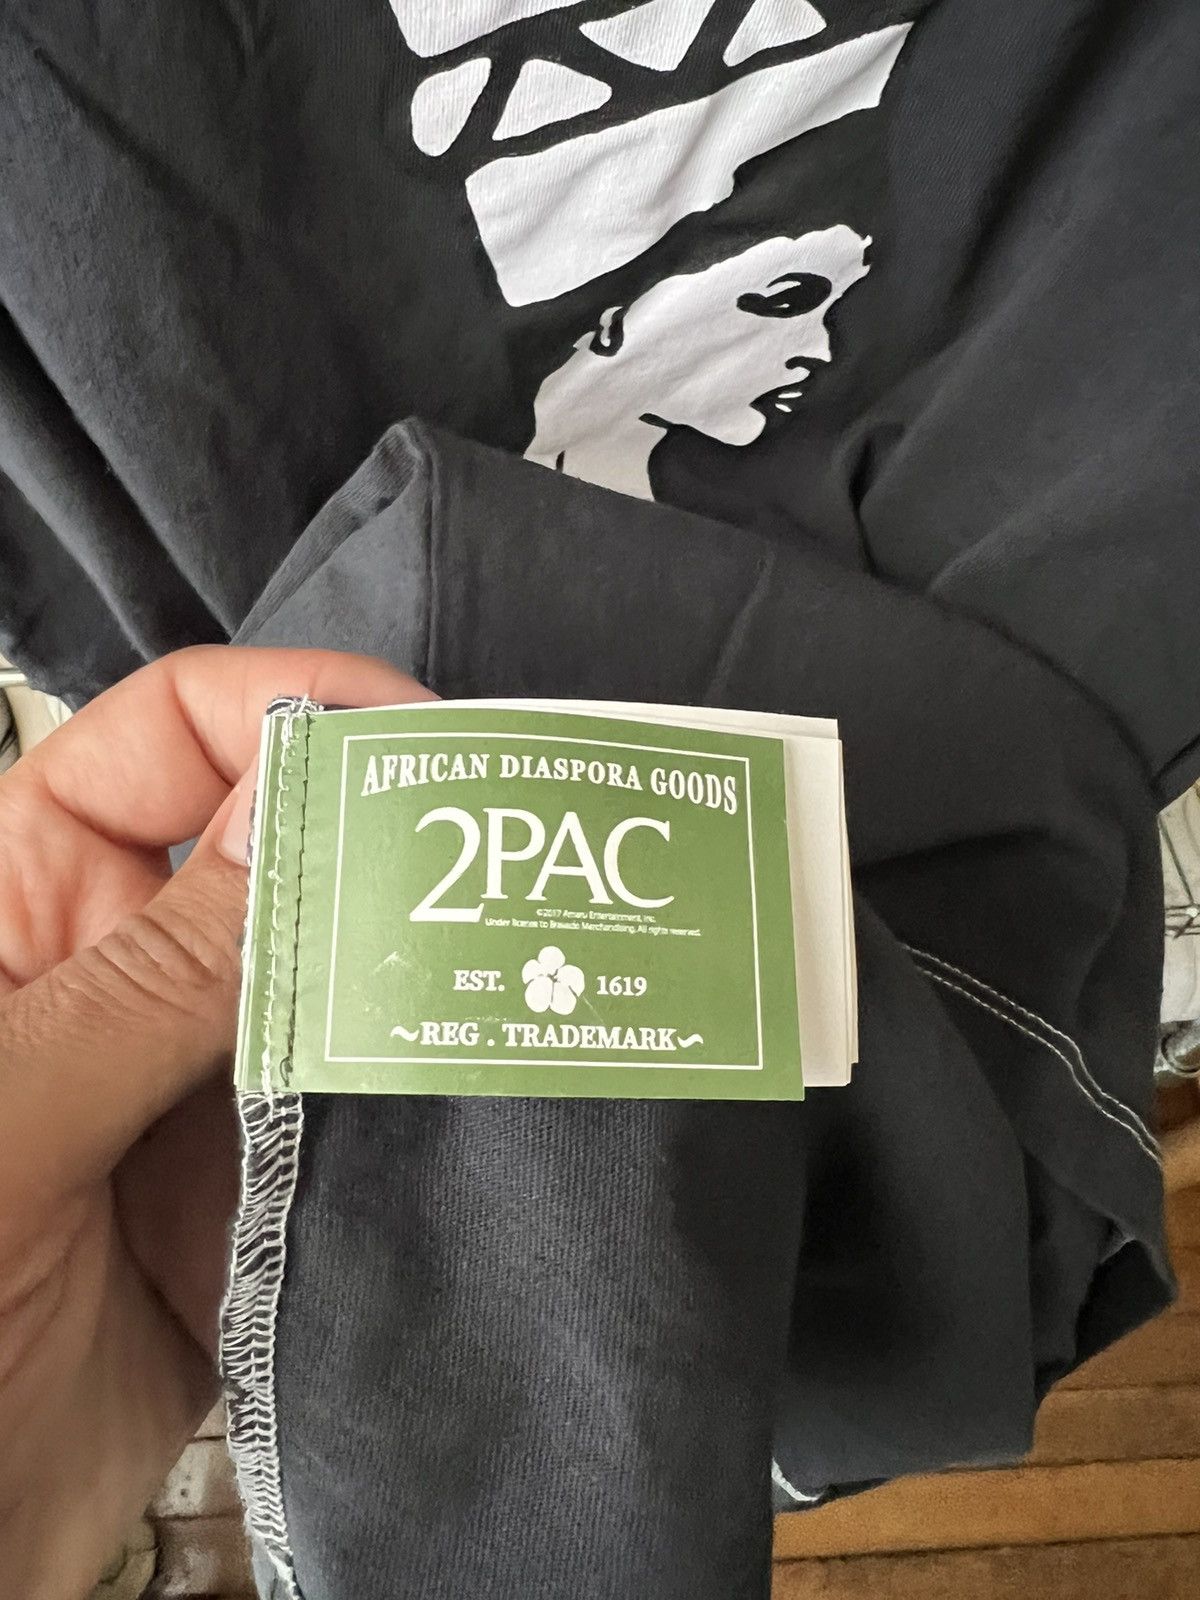 AFRICAN DIASPORA GOODS
2PAC
©2017 Amaru Entertainment, Inc.
Under license to Bravado Merchandising. All rights reserved.
EST. 1619
~REG . TRADEMARK~